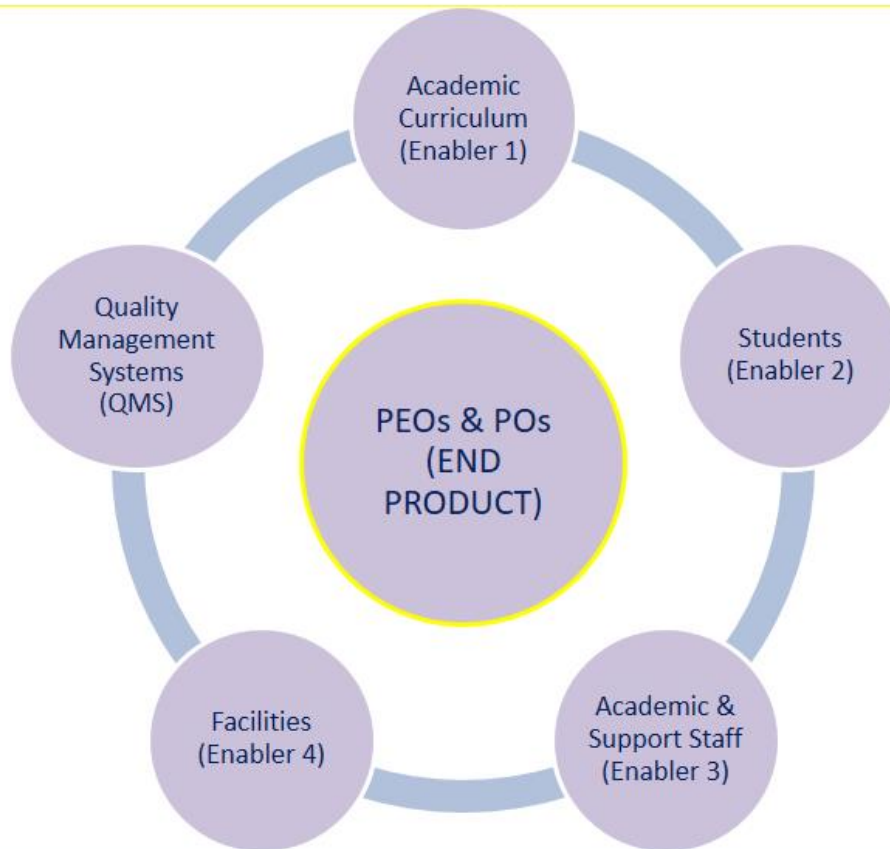 Academic
Curriculum
(Enabler 1)
Students
(Enabler 2)
Academic &
Support Staff
(Enabler 3)
Facilities
(Enabler 4)
Quality
Management
Systems
(QMS)
PEOs & POs
(END
PRODUCT)